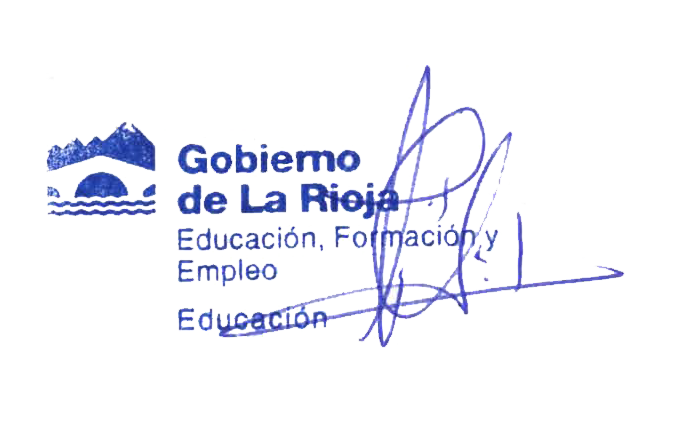 Gobierno
de La Rioja
Educación, Formación y
Empleo
Educación